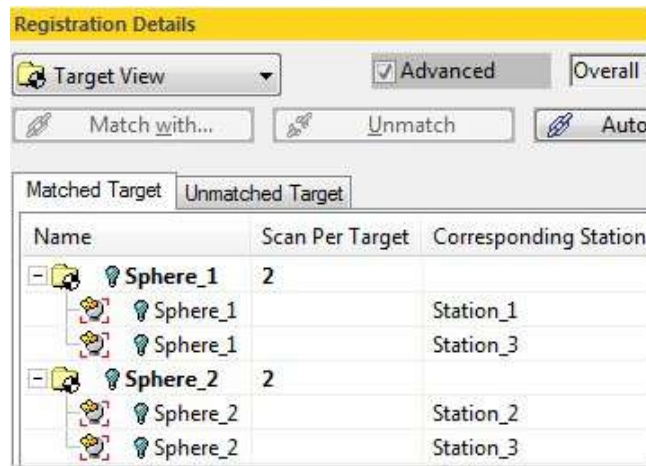 Registration Details
Target View Advanced Overall
Match with... Unmatch Auto
Matched Target Unmatched Target
Name Scan Per Target Corresponding Station
Sphere_1 2
Sphere_1 Station_1
Sphere_1 Station_3
Sphere_2 2
Sphere_2 Station_2
Sphere_2 Station_3